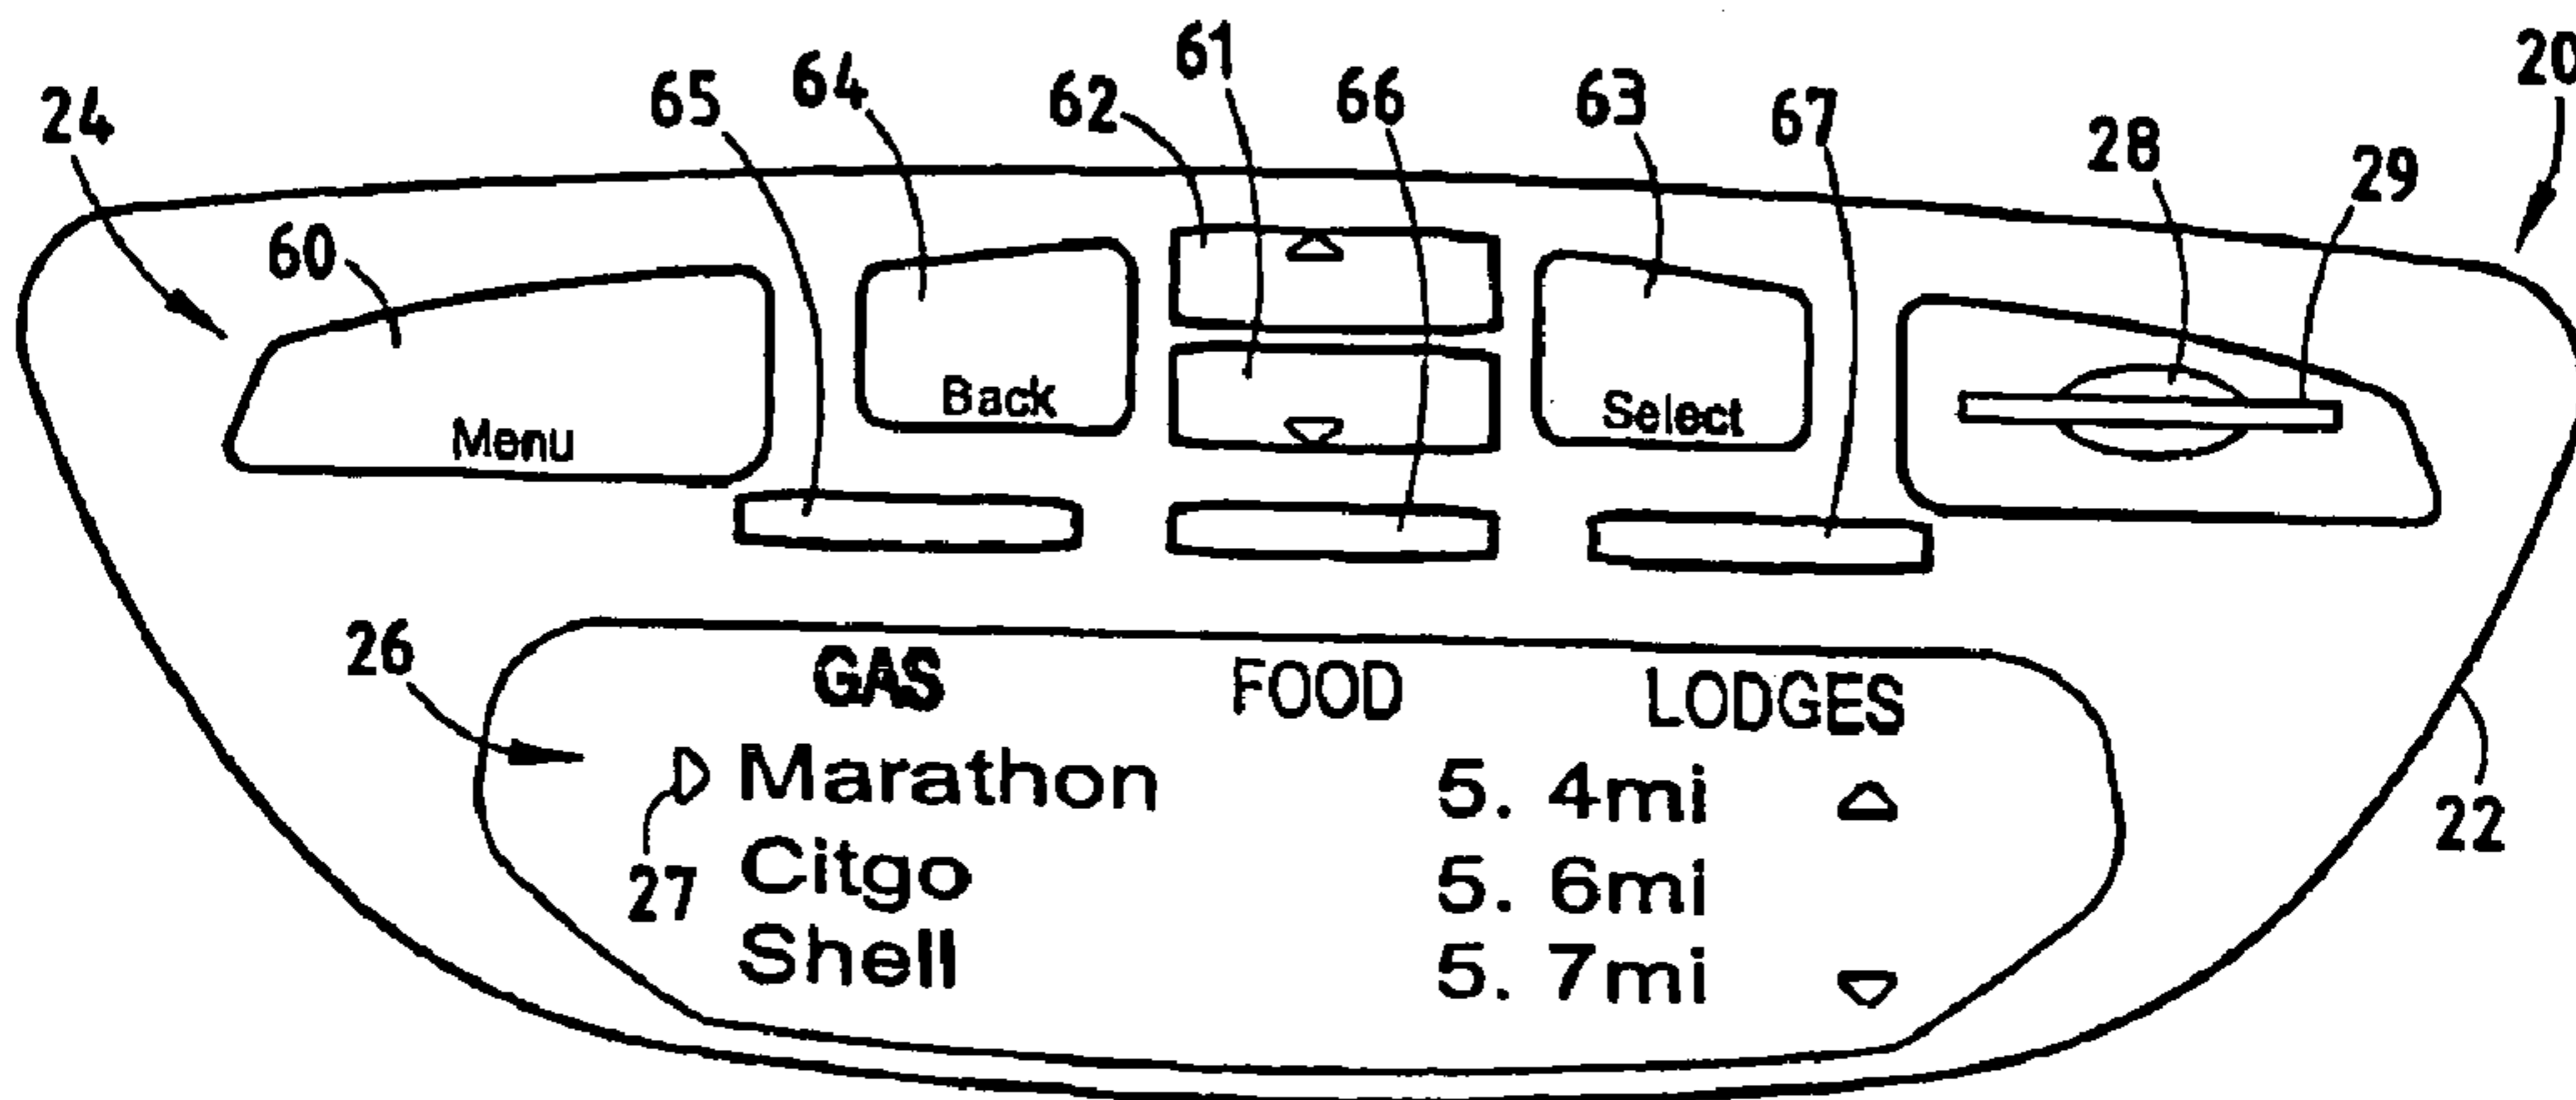 61
20
65 64 62 66 63 67
24 28 29
60
Back Select
Menu
26 GAS FOOD LODGES
Marathon 5. 4mi
22
27 Citgo 5. 6mi
Shell 5. 7mi